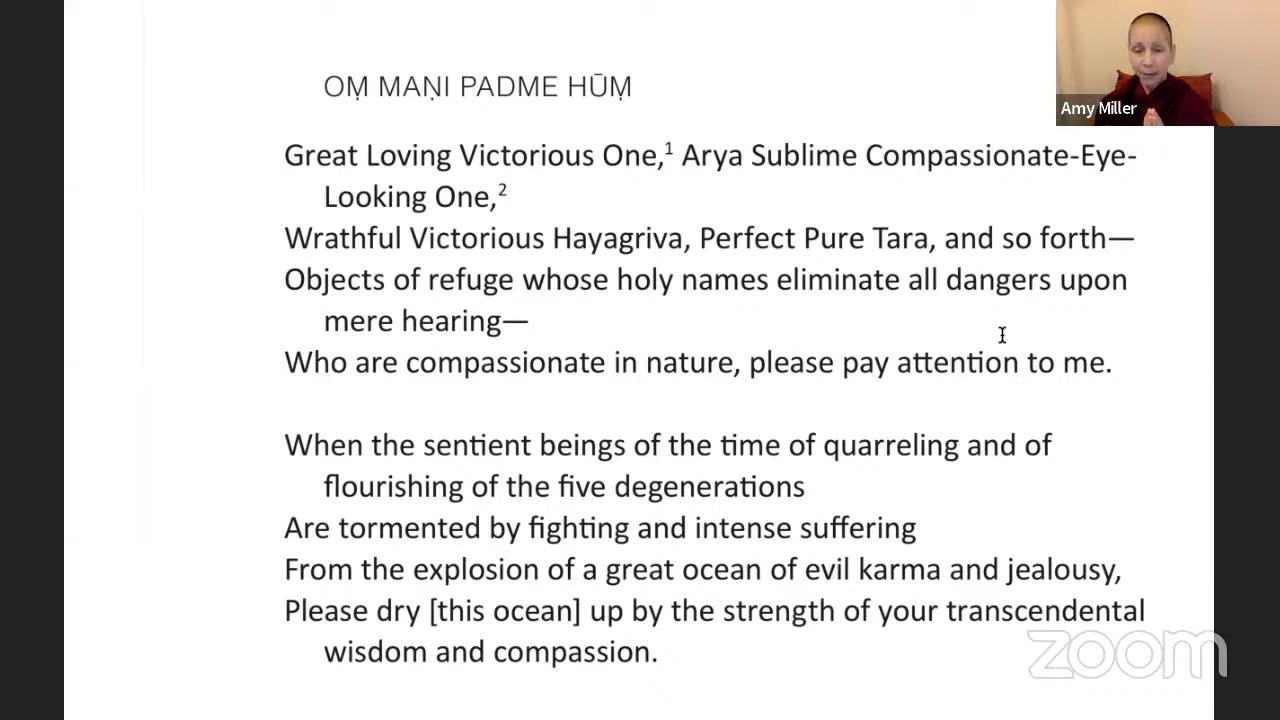 OṂ MAṆI PADME HŪṂ
Amy Miller
Great Loving Victorious One,¹ Arya Sublime Compassionate-Eye-
Looking One,²
Wrathful Victorious Hayagriva, Perfect Pure Tara, and so forth—
Objects of refuge whose holy names eliminate all dangers upon
mere hearing—
Who are compassionate in nature, please pay attention to me.
When the sentient beings of the time of quarreling and of
flourishing of the five degenerations
Are tormented by fighting and intense suffering
From the explosion of a great ocean of evil karma and jealousy,
Please dry [this ocean] up by the strength of your transcendental
wisdom and compassion.
zoom